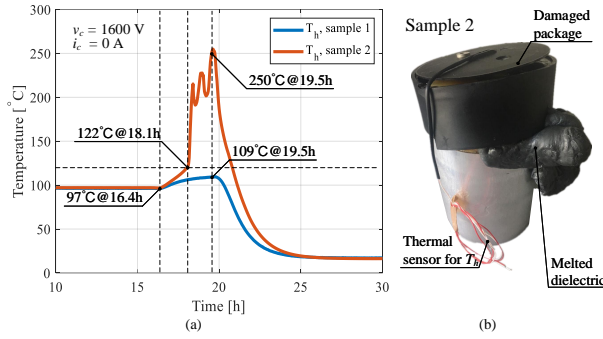 v_c = 1600 V
i_c = 0 A
T_h, sample 1
T_h, sample 2
250°C@19.5h
122°C@18.1h
109°C@19.5h
97°C@16.4h
Temperature [°C]
300
250
200
150
100
50
0
10
15
20
25
30
Time [h]
(a)
Sample 2
Damaged
package
Thermal
sensor for T_h
Melted
dielectric
(b)